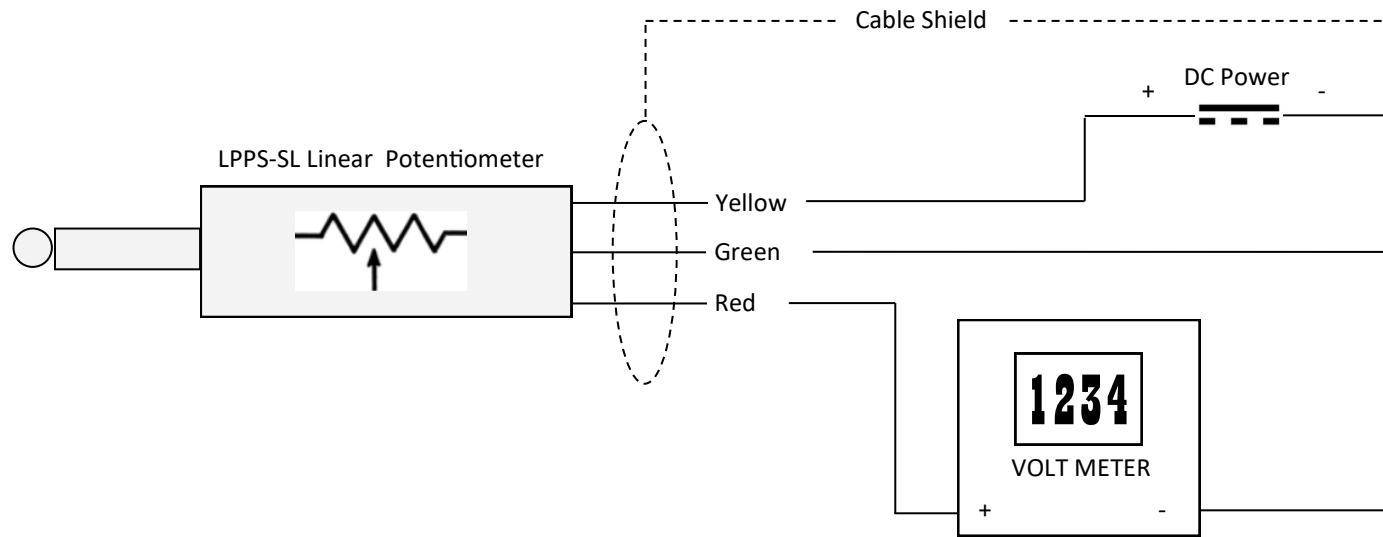 Cable Shield
DC Power
+ -
LPPS-SL Linear Potentiometer
Yellow
Green
Red
1234
VOLT METER
+ -